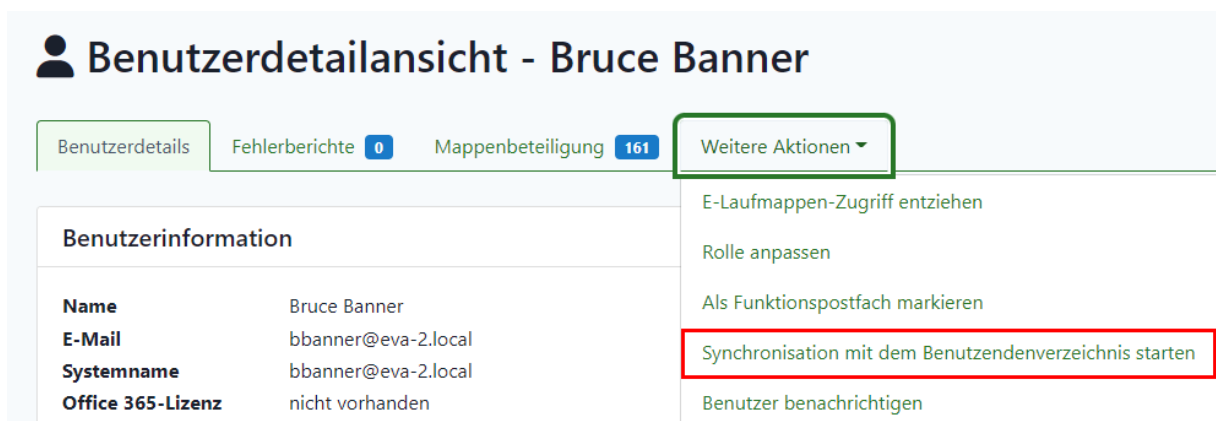 Benutzerdetailansicht - Bruce Banner
Benutzerdetails Fehlerberichte 0 Mappenbeteiligung 161 Weitere Aktionen
E-Laufmappen-Zugriff entziehen
Benutzerinformation
Rolle anpassen
Name Bruce Banner
Als Funktionspostfach markieren
E-Mail bbanner@eva-2.local
Synchronisation mit dem Benutzendenverzeichnis starten
Systemname bbanner@eva-2.local
Office 365-Lizenz nicht vorhanden
Benutzer benachrichtigen